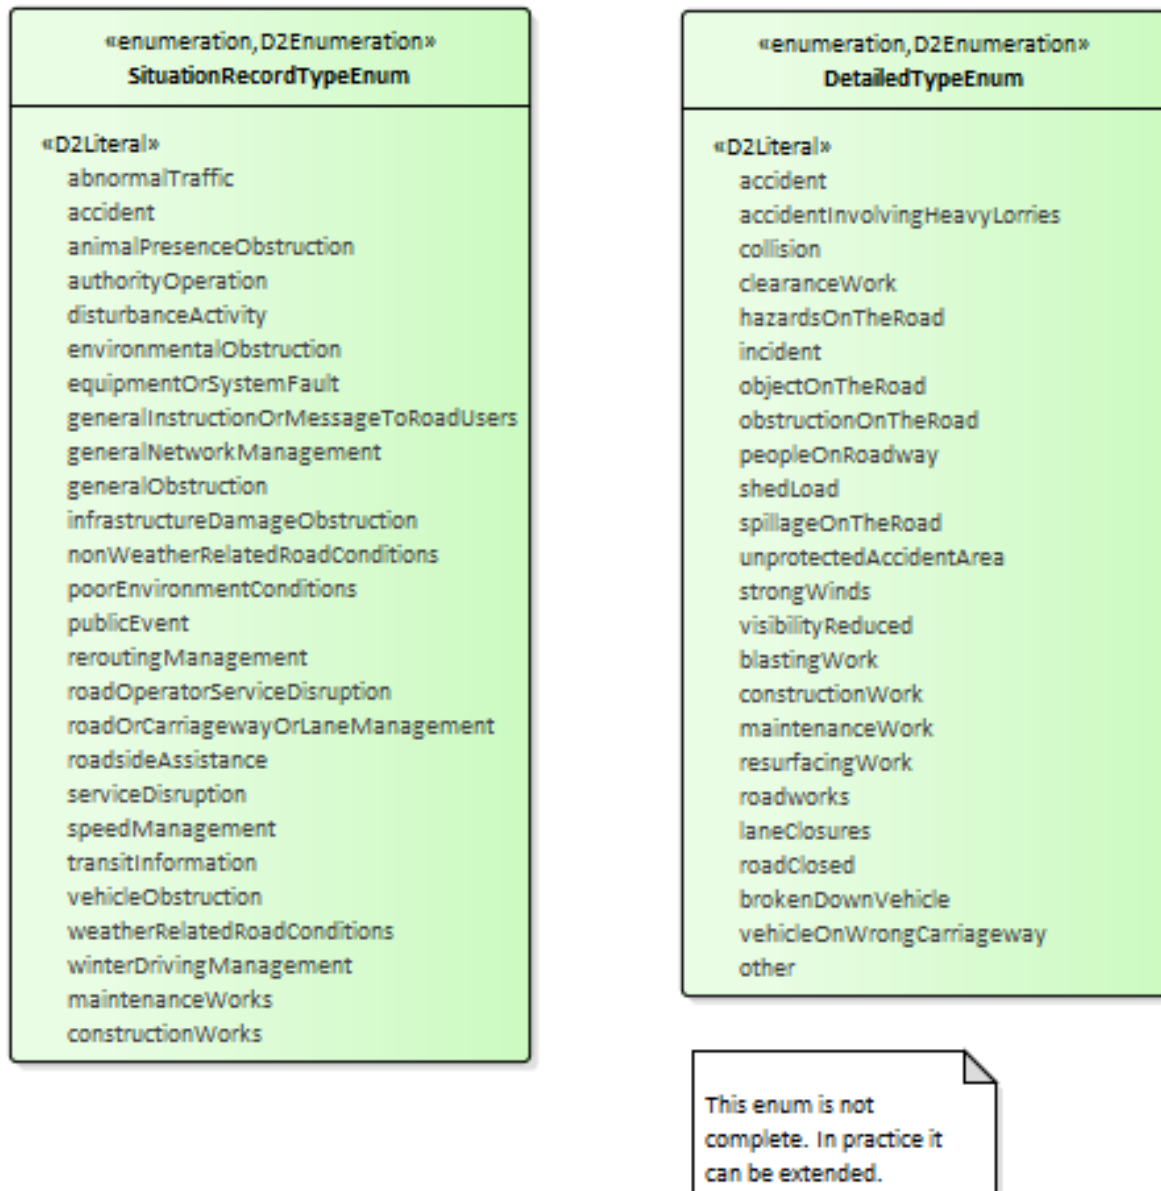 «enumeration,D2Enumeration»
SituationRecordTypeEnum
«D2Literal»
abnormalTraffic
accident
animalPresenceObstruction
authorityOperation
disturbanceActivity
environmentalObstruction
equipmentOrSystemFault
generalInstructionOrMessageToRoadUsers
generalNetworkManagement
generalObstruction
infrastructureDamageObstruction
nonWeatherRelatedRoadConditions
poorEnvironmentConditions
publicEvent
reroutingManagement
roadOperatorServiceDisruption
roadOrCarriagewayOrLaneManagement
roadsideAssistance
serviceDisruption
speedManagement
transitInformation
vehicleObstruction
weatherRelatedRoadConditions
winterDrivingManagement
maintenanceWorks
constructionWorks
«enumeration,D2Enumeration»
DetailedTypeEnum
«D2Literal»
accident
accidentInvolvingHeavyLorries
collision
clearanceWork
hazardsOnTheRoad
incident
objectOnTheRoad
obstructionOnTheRoad
peopleOnRoadway
shedLoad
spillageOnTheRoad
unprotectedAccidentArea
strongWinds
visibilityReduced
blastingWork
constructionWork
maintenanceWork
resurfacingWork
roadworks
laneClosures
roadClosed
brokenDownVehicle
vehicleOnWrongCarriageway
other
This enum is not
complete. In practice it
can be extended.